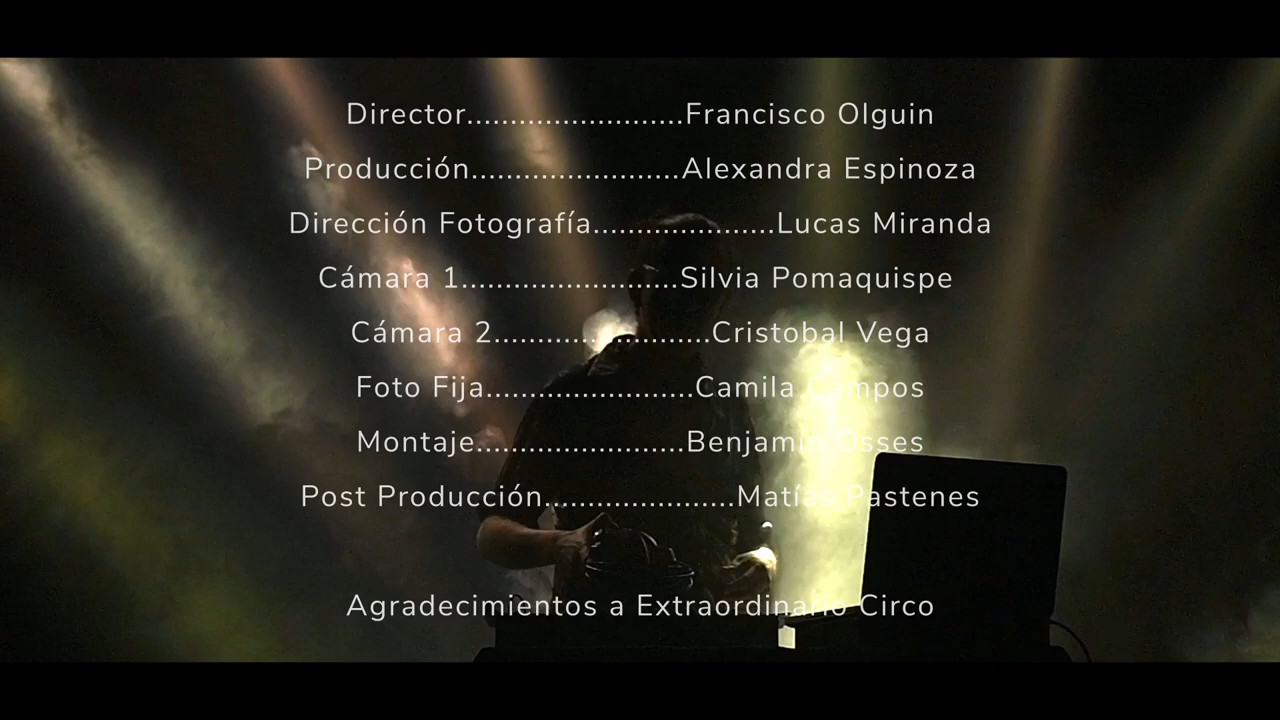 Director.........................Francisco Olguin
Producción........................Alexandra Espinoza
Dirección Fotografía.....................Lucas Miranda
Cámara 1.........................Silvia Pomaquispe
Cámara 2.........................Cristobal Vega
Foto Fija........................Camila Campos
Montaje........................Benjamin Osses
Post Producción......................Matías Pastenes
Agradecimientos a Extraordinario Circo